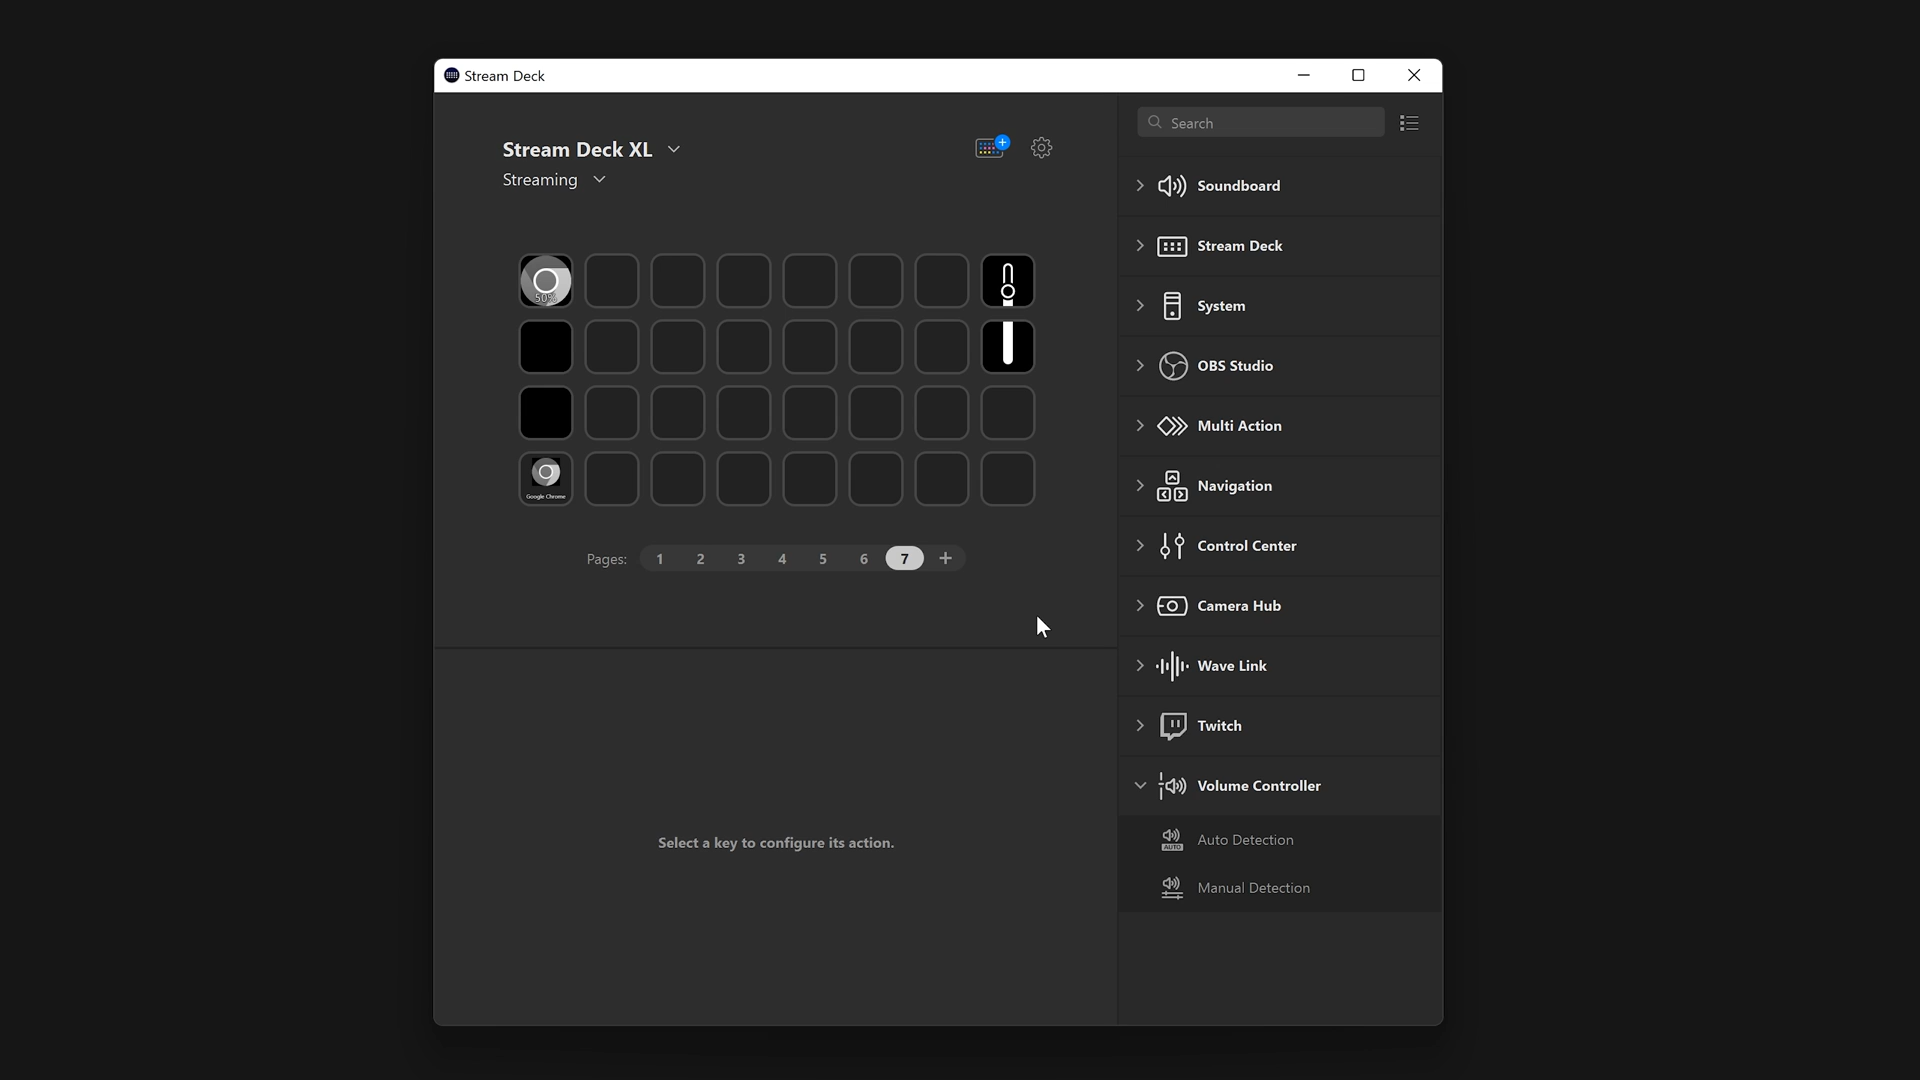 Stream Deck
Search
Stream Deck XL
Streaming
50%
Google Chrome
Pages: 1 2 3 4 5 6 7 +
Select a key to configure its action.
Soundboard
Stream Deck
System
OBS Studio
Multi Action
Navigation
Control Center
Camera Hub
Wave Link
Twitch
Volume Controller
AUTO Auto Detection
Manual Detection